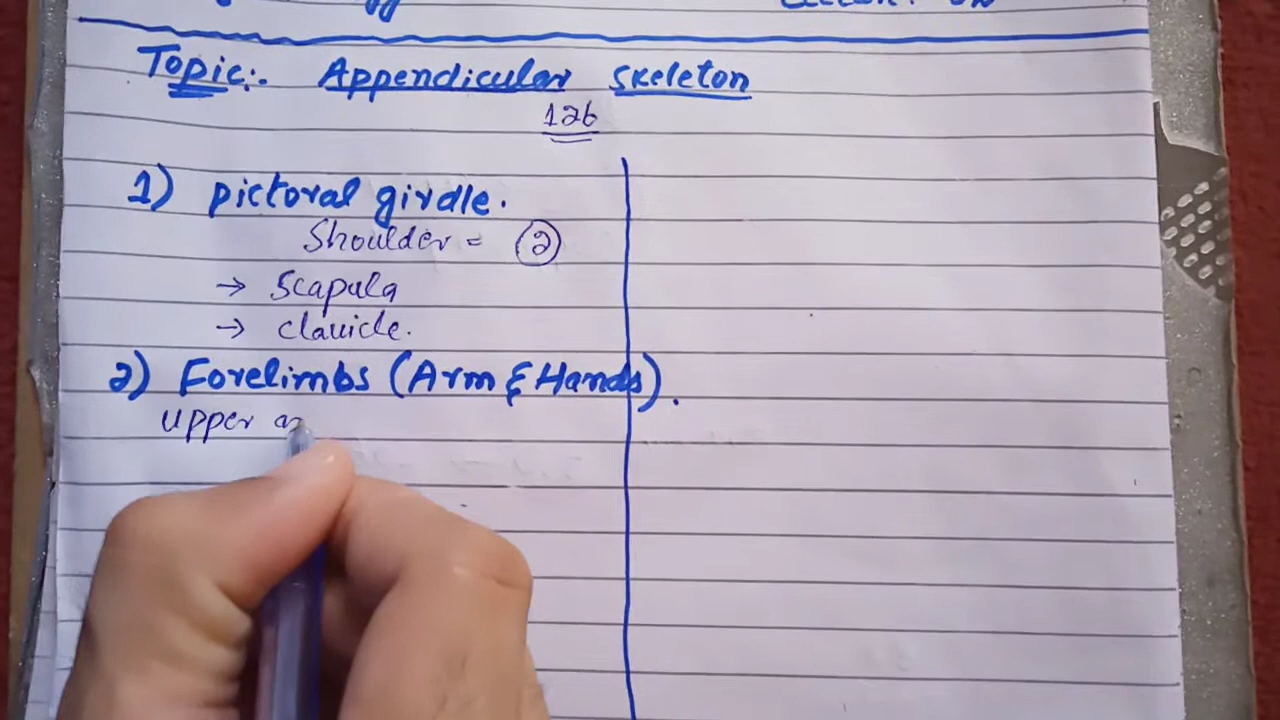 Topic:- Appendicular skeleton
126
1) pictoral girdle.
Shoulder = 2
→ Scapula
→ clavicle.
2) Forelimbs (Arm & Hands).
Upper a